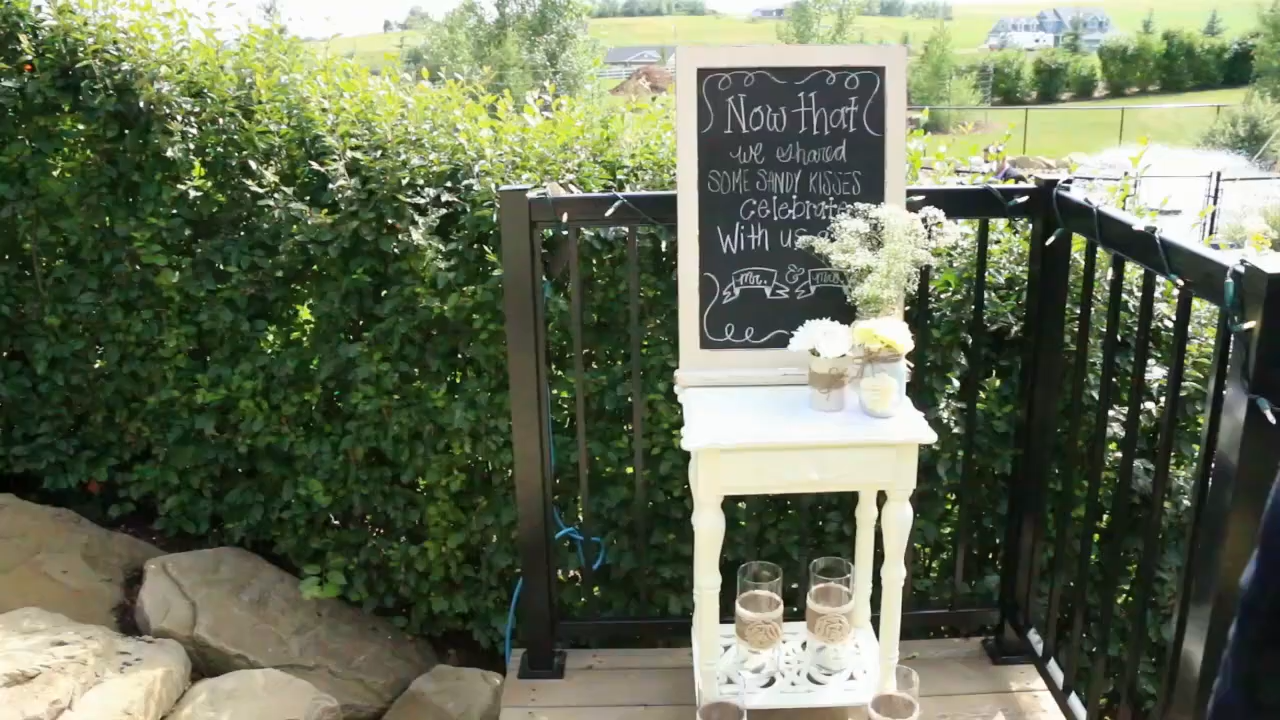 Now that
we shared
SOME SANDY KISSES
celebrate
With us
mr. &